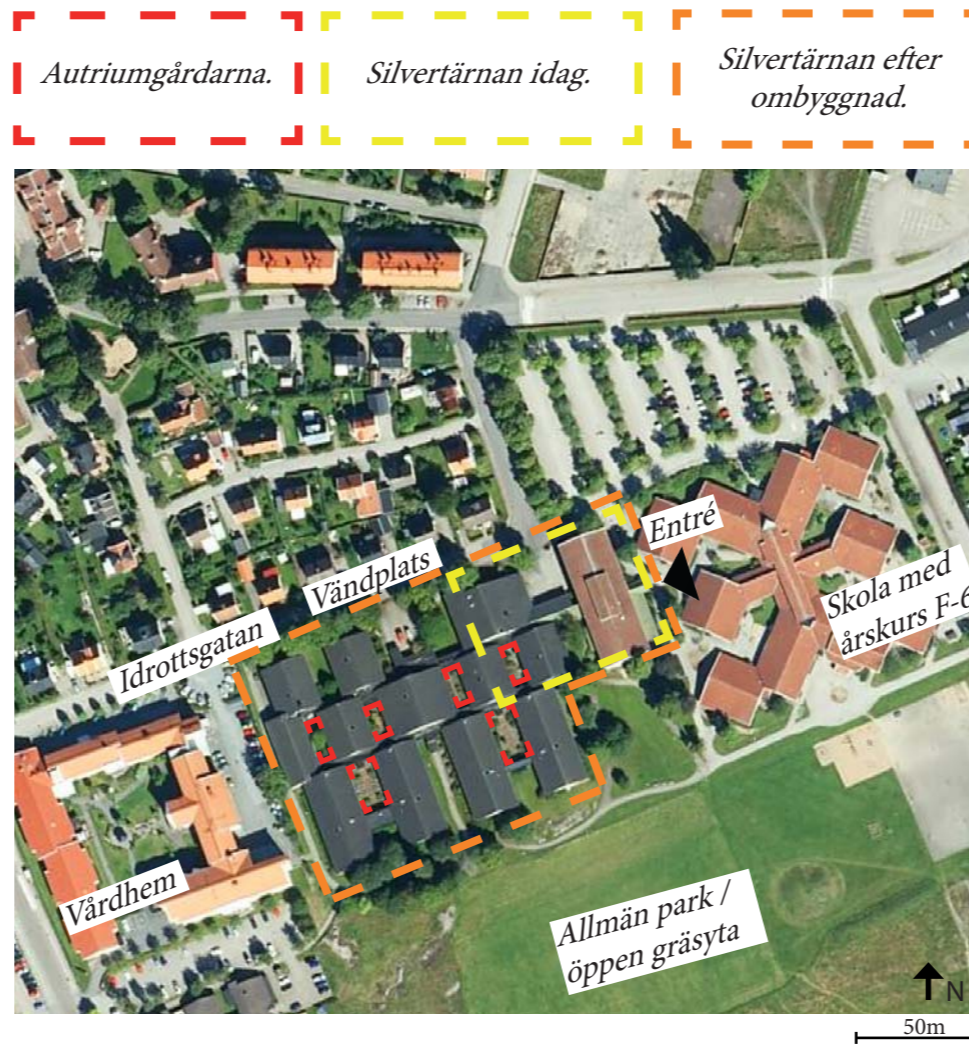 Autriumgårdarna.
Silvertärnan idag.
Silvertärnan efter
ombyggnad.
Entré
Vändplats
Idrottsgatan
Skola med
årskurs F-6
Vårdhem
Allmän park /
öppen gräsyta
N
50m